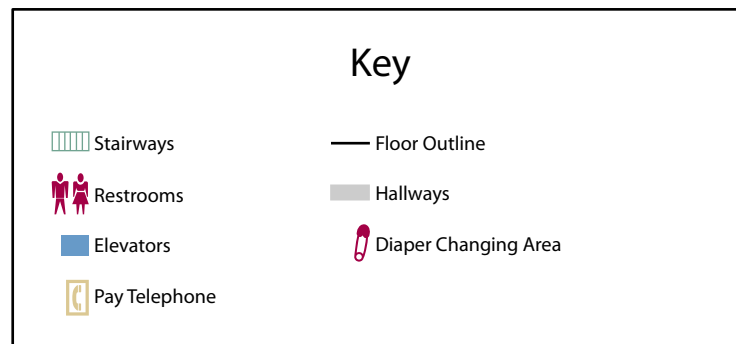 Key
Stairways
Restrooms
Elevators
Pay Telephone
Floor Outline
Hallways
Diaper Changing Area